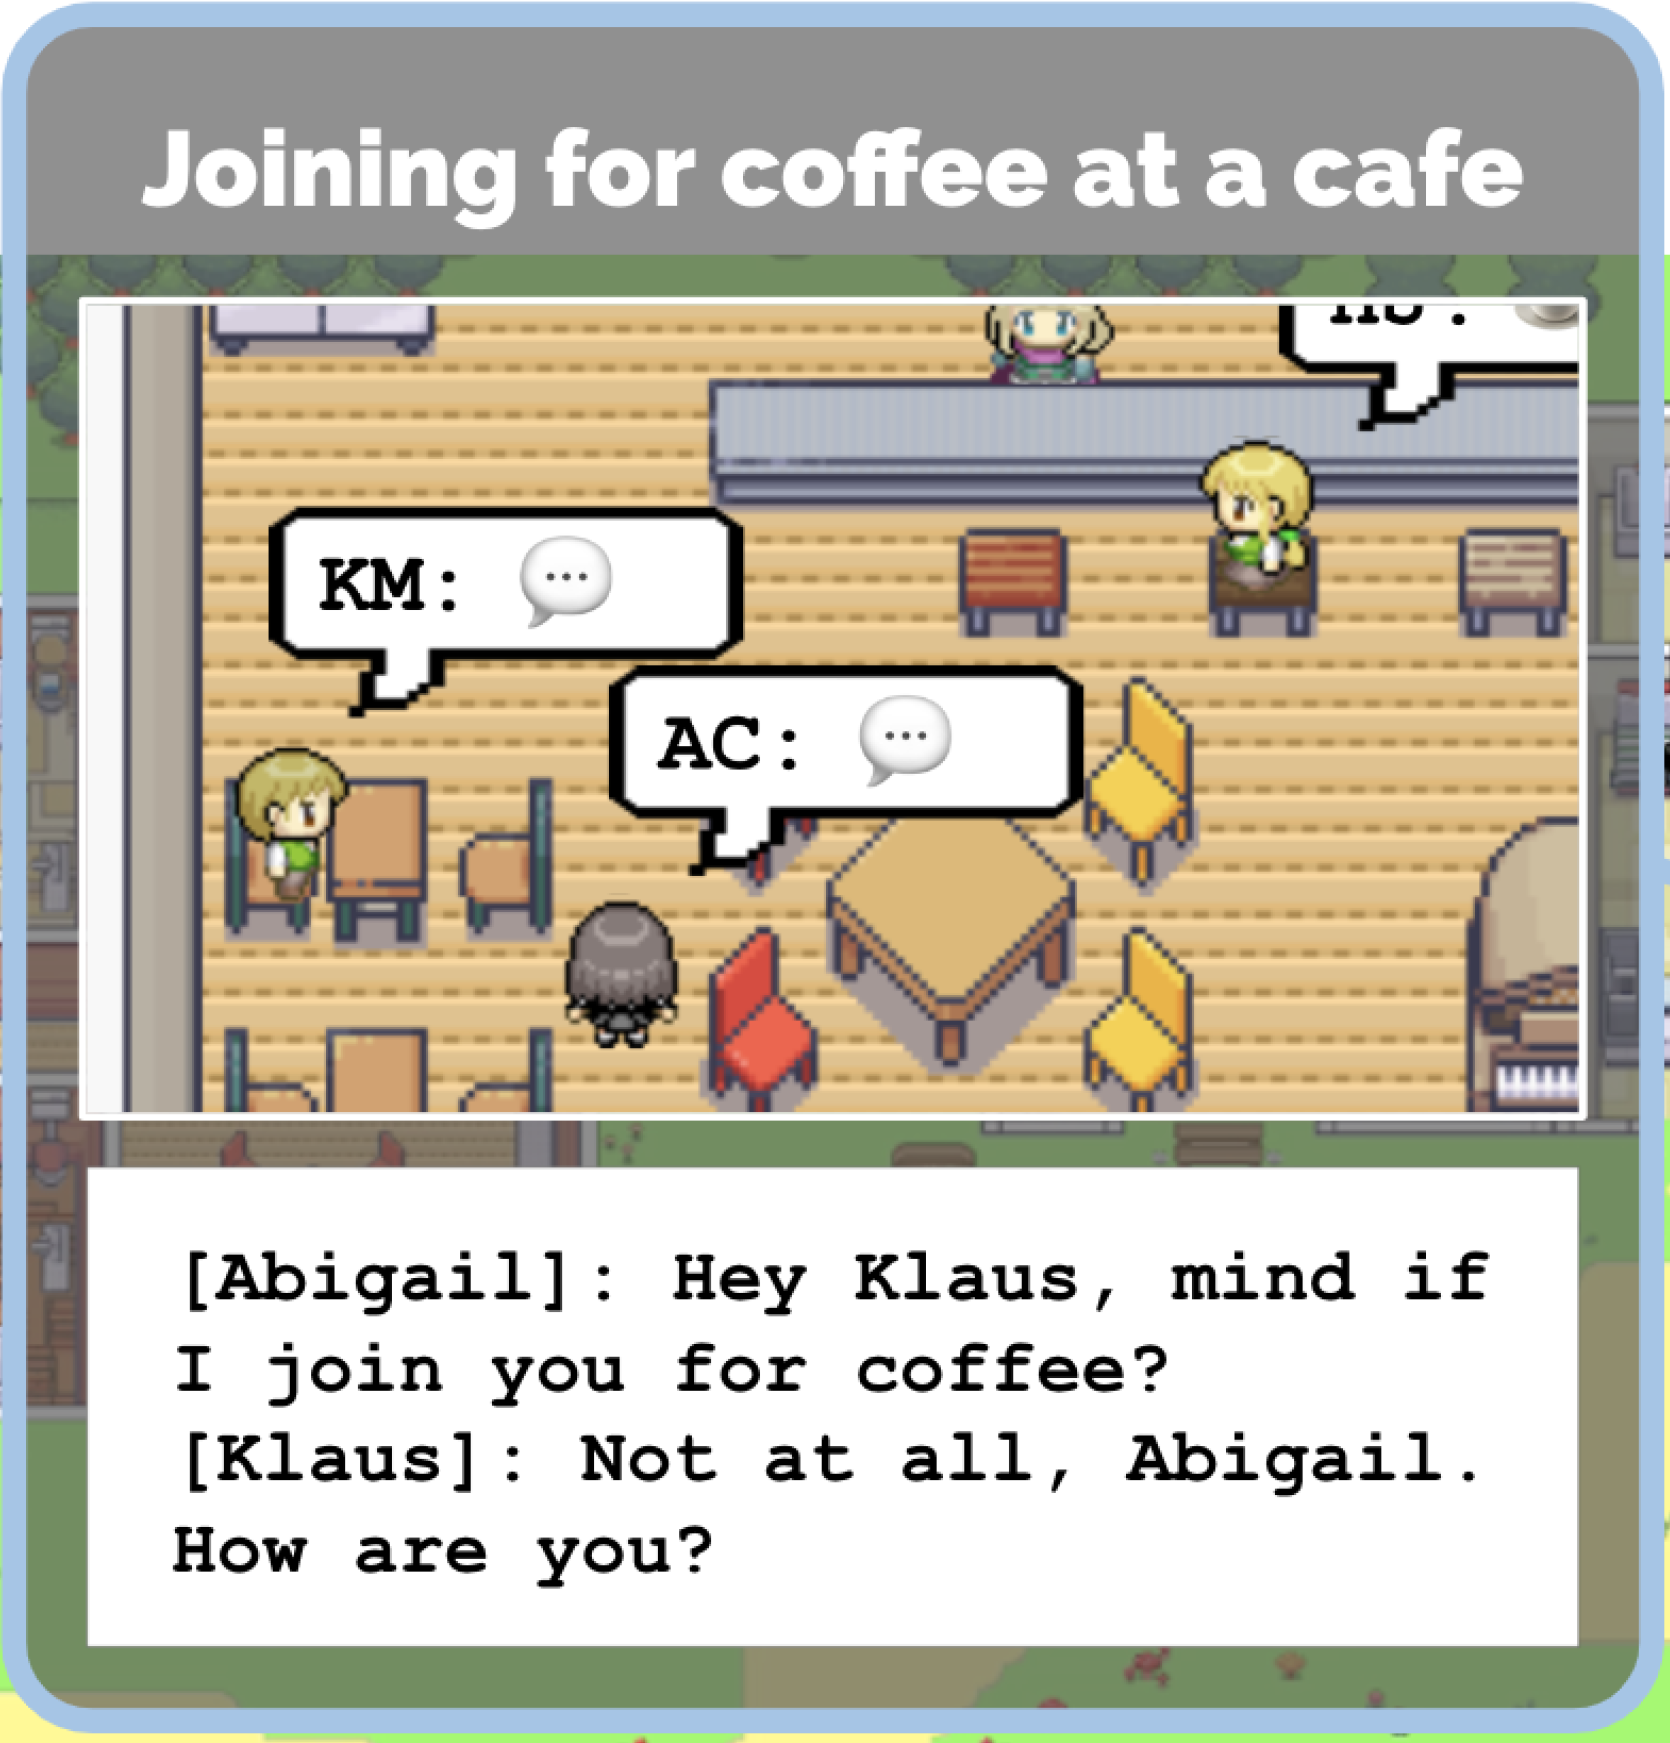 Joining for coffee at a cafe
KM:
AC:
[Abigail]: Hey Klaus, mind if
I join you for coffee?
[Klaus]: Not at all, Abigail.
How are you?